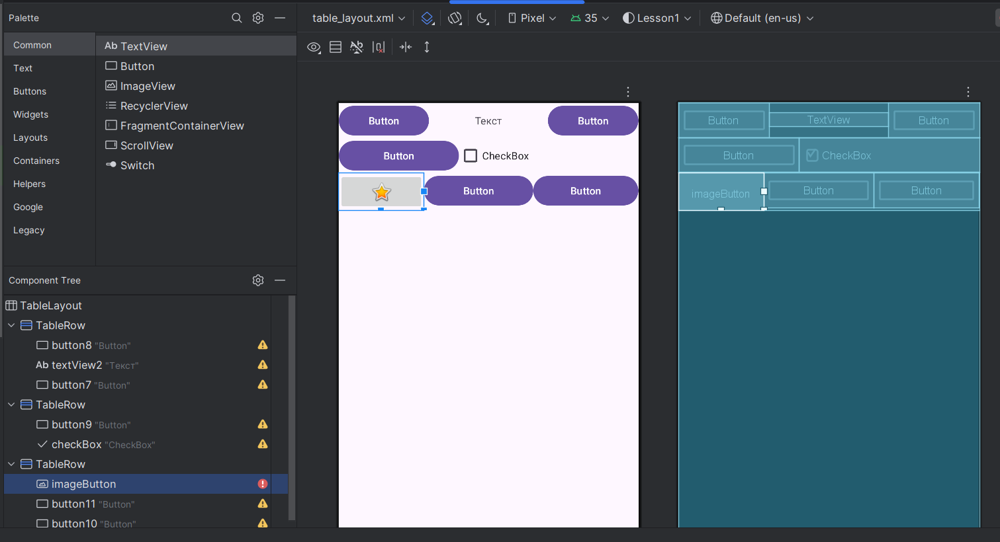 Palette
table_layout.xml Pixel 35 Lesson1 Default (en-us)
Common
Text
Buttons
Widgets
Layouts
Containers
Helpers
Google
Legacy
Ab TextView
Button
ImageView
RecyclerView
FragmentContainerView
ScrollView
Switch
Component Tree
TableLayout
TableRow
button8 "Button"
Ab textView2 "Текст"
button7 "Button"
TableRow
button9 "Button"
checkBox "CheckBox"
TableRow
imageButton
button11 "Button"
button10 "Button"
Button Текст Button
Button CheckBox
Button Button
Button TextView Button
Button CheckBox
imageButton Button Button